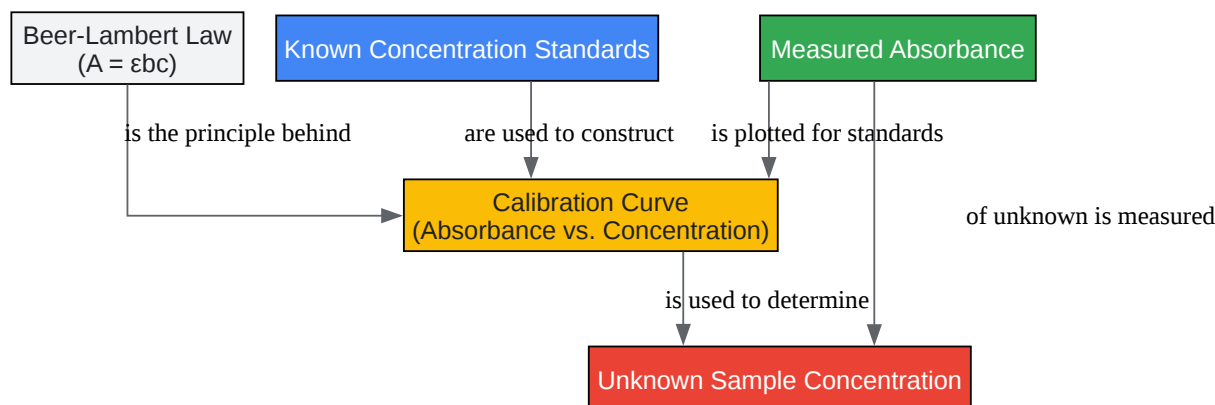 Beer-Lambert Law
(A = εbc)
Known Concentration Standards
Measured Absorbance
is the principle behind
are used to construct
is plotted for standards
Calibration Curve
(Absorbance vs. Concentration)
of unknown is measured
is used to determine
Unknown Sample Concentration